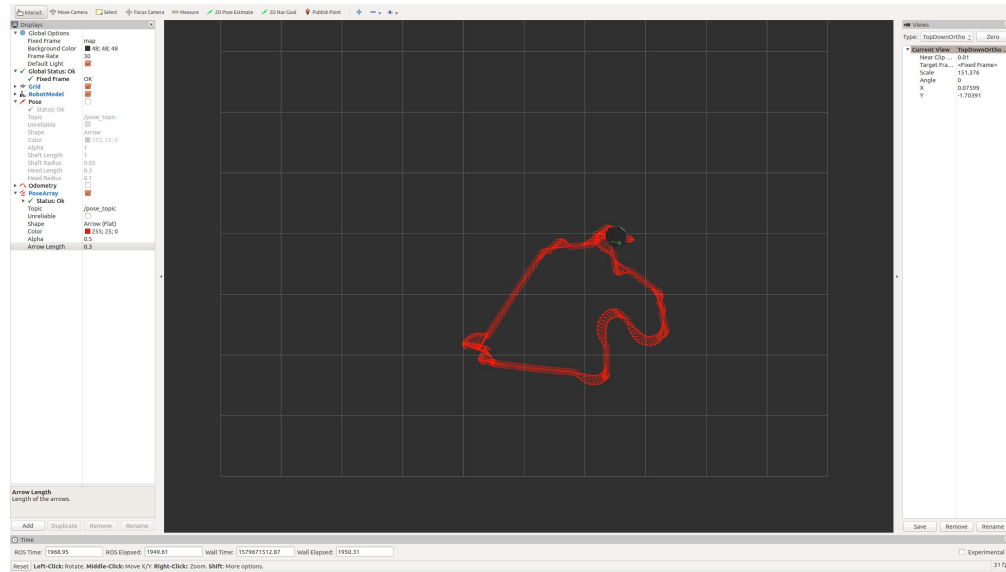 Interact Move Camera Select Focus Camera Measure 2D Pose Estimate 2D Nav Goal Publish Point
Displays
Global Options
Fixed Frame map
Background Color 48; 48; 48
Frame Rate 30
Default Light
Global Status: Ok
Fixed Frame OK
Grid
RobotModel
Pose
Status: Ok
Topic /pose_topic
Unreliable
Shape Arrow
Color 255; 25; 0
Alpha 1
Shaft Length 1
Shaft Radius 0.05
Head Length 0.3
Head Radius 0.1
Odometry
PoseArray
Status: Ok
Topic /pose_topic
Unreliable
Shape Arrow (Flat)
Color 255; 25; 0
Alpha 0.5
Arrow Length 0.3
Arrow Length
Length of the arrows.
Add Duplicate Remove Rename
Views
Type: TopDownOrtho Zero
Current View TopDownOrtho ...
Near Clip ... 0.01
Target Fra... <Fixed Frame>
Scale 151.376
Angle 0
X 0.07599
Y -1.70391
Save Remove Rename
Time
ROS Time: 1968.95 ROS Elapsed: 1949.61 Wall Time: 1579671512.87 Wall Elapsed: 1950.31 Experimental
Reset Left-Click: Rotate. Middle-Click: Move X/Y. Right-Click: Zoom. Shift: More options.